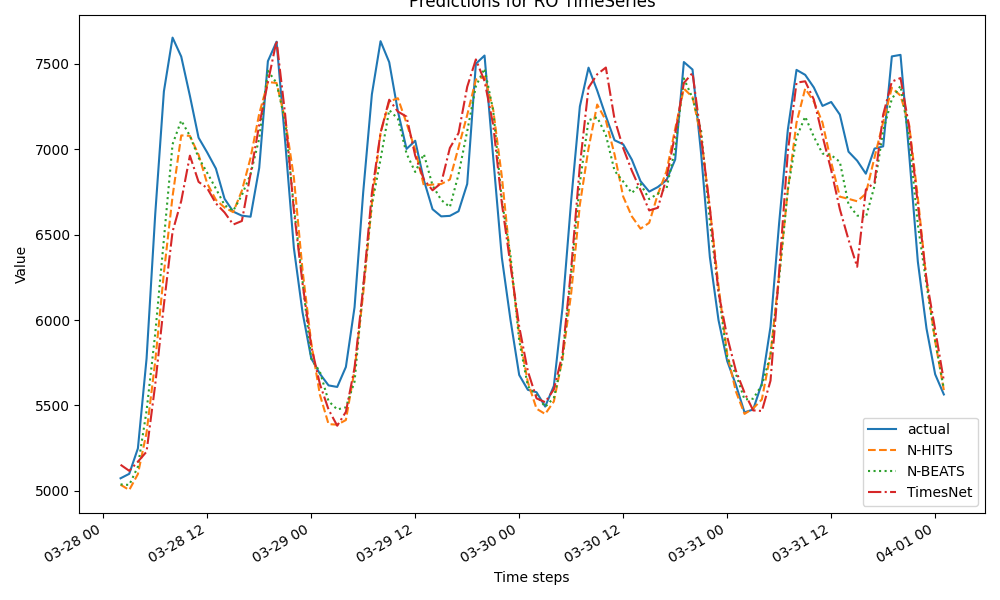 Predictions for RO TimeSeries
Value
7500
7000
6500
6000
5500
5000
actual
N-HITS
N-BEATS
TimesNet
03-28 00
03-28 12
03-29 00
03-29 12
03-30 00
03-30 12
03-31 00
03-31 12
04-01 00
Time steps